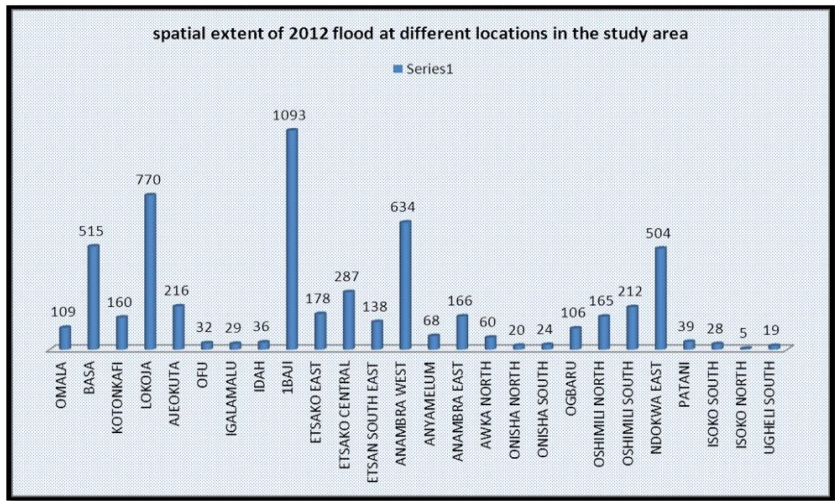 spatial extent of 2012 flood at different locations in the study area
Series1
109
515
160
770
216
32
29
36
1093
178
287
138
634
68
166
60
20
24
106
165
212
504
39
28
5
19
OMALA
BASA
KOTONKAFI
LOKOJA
AJEOKUTA
OFU
IGALAMALU
IDAH
1BAJI
ETSAKO EAST
ETSAKO CENTRAL
ETSAN SOUTH EAST
ANAMBRA WEST
ANYAMELUM
ANAMBRA EAST
AWKA NORTH
ONISHA NORTH
ONISHA SOUTH
OGBARU
OSHIMILI NORTH
OSHIMILI SOUTH
NDOKWA EAST
PATANI
ISOKO SOUTH
ISOKO NORTH
UGHELI SOUTH